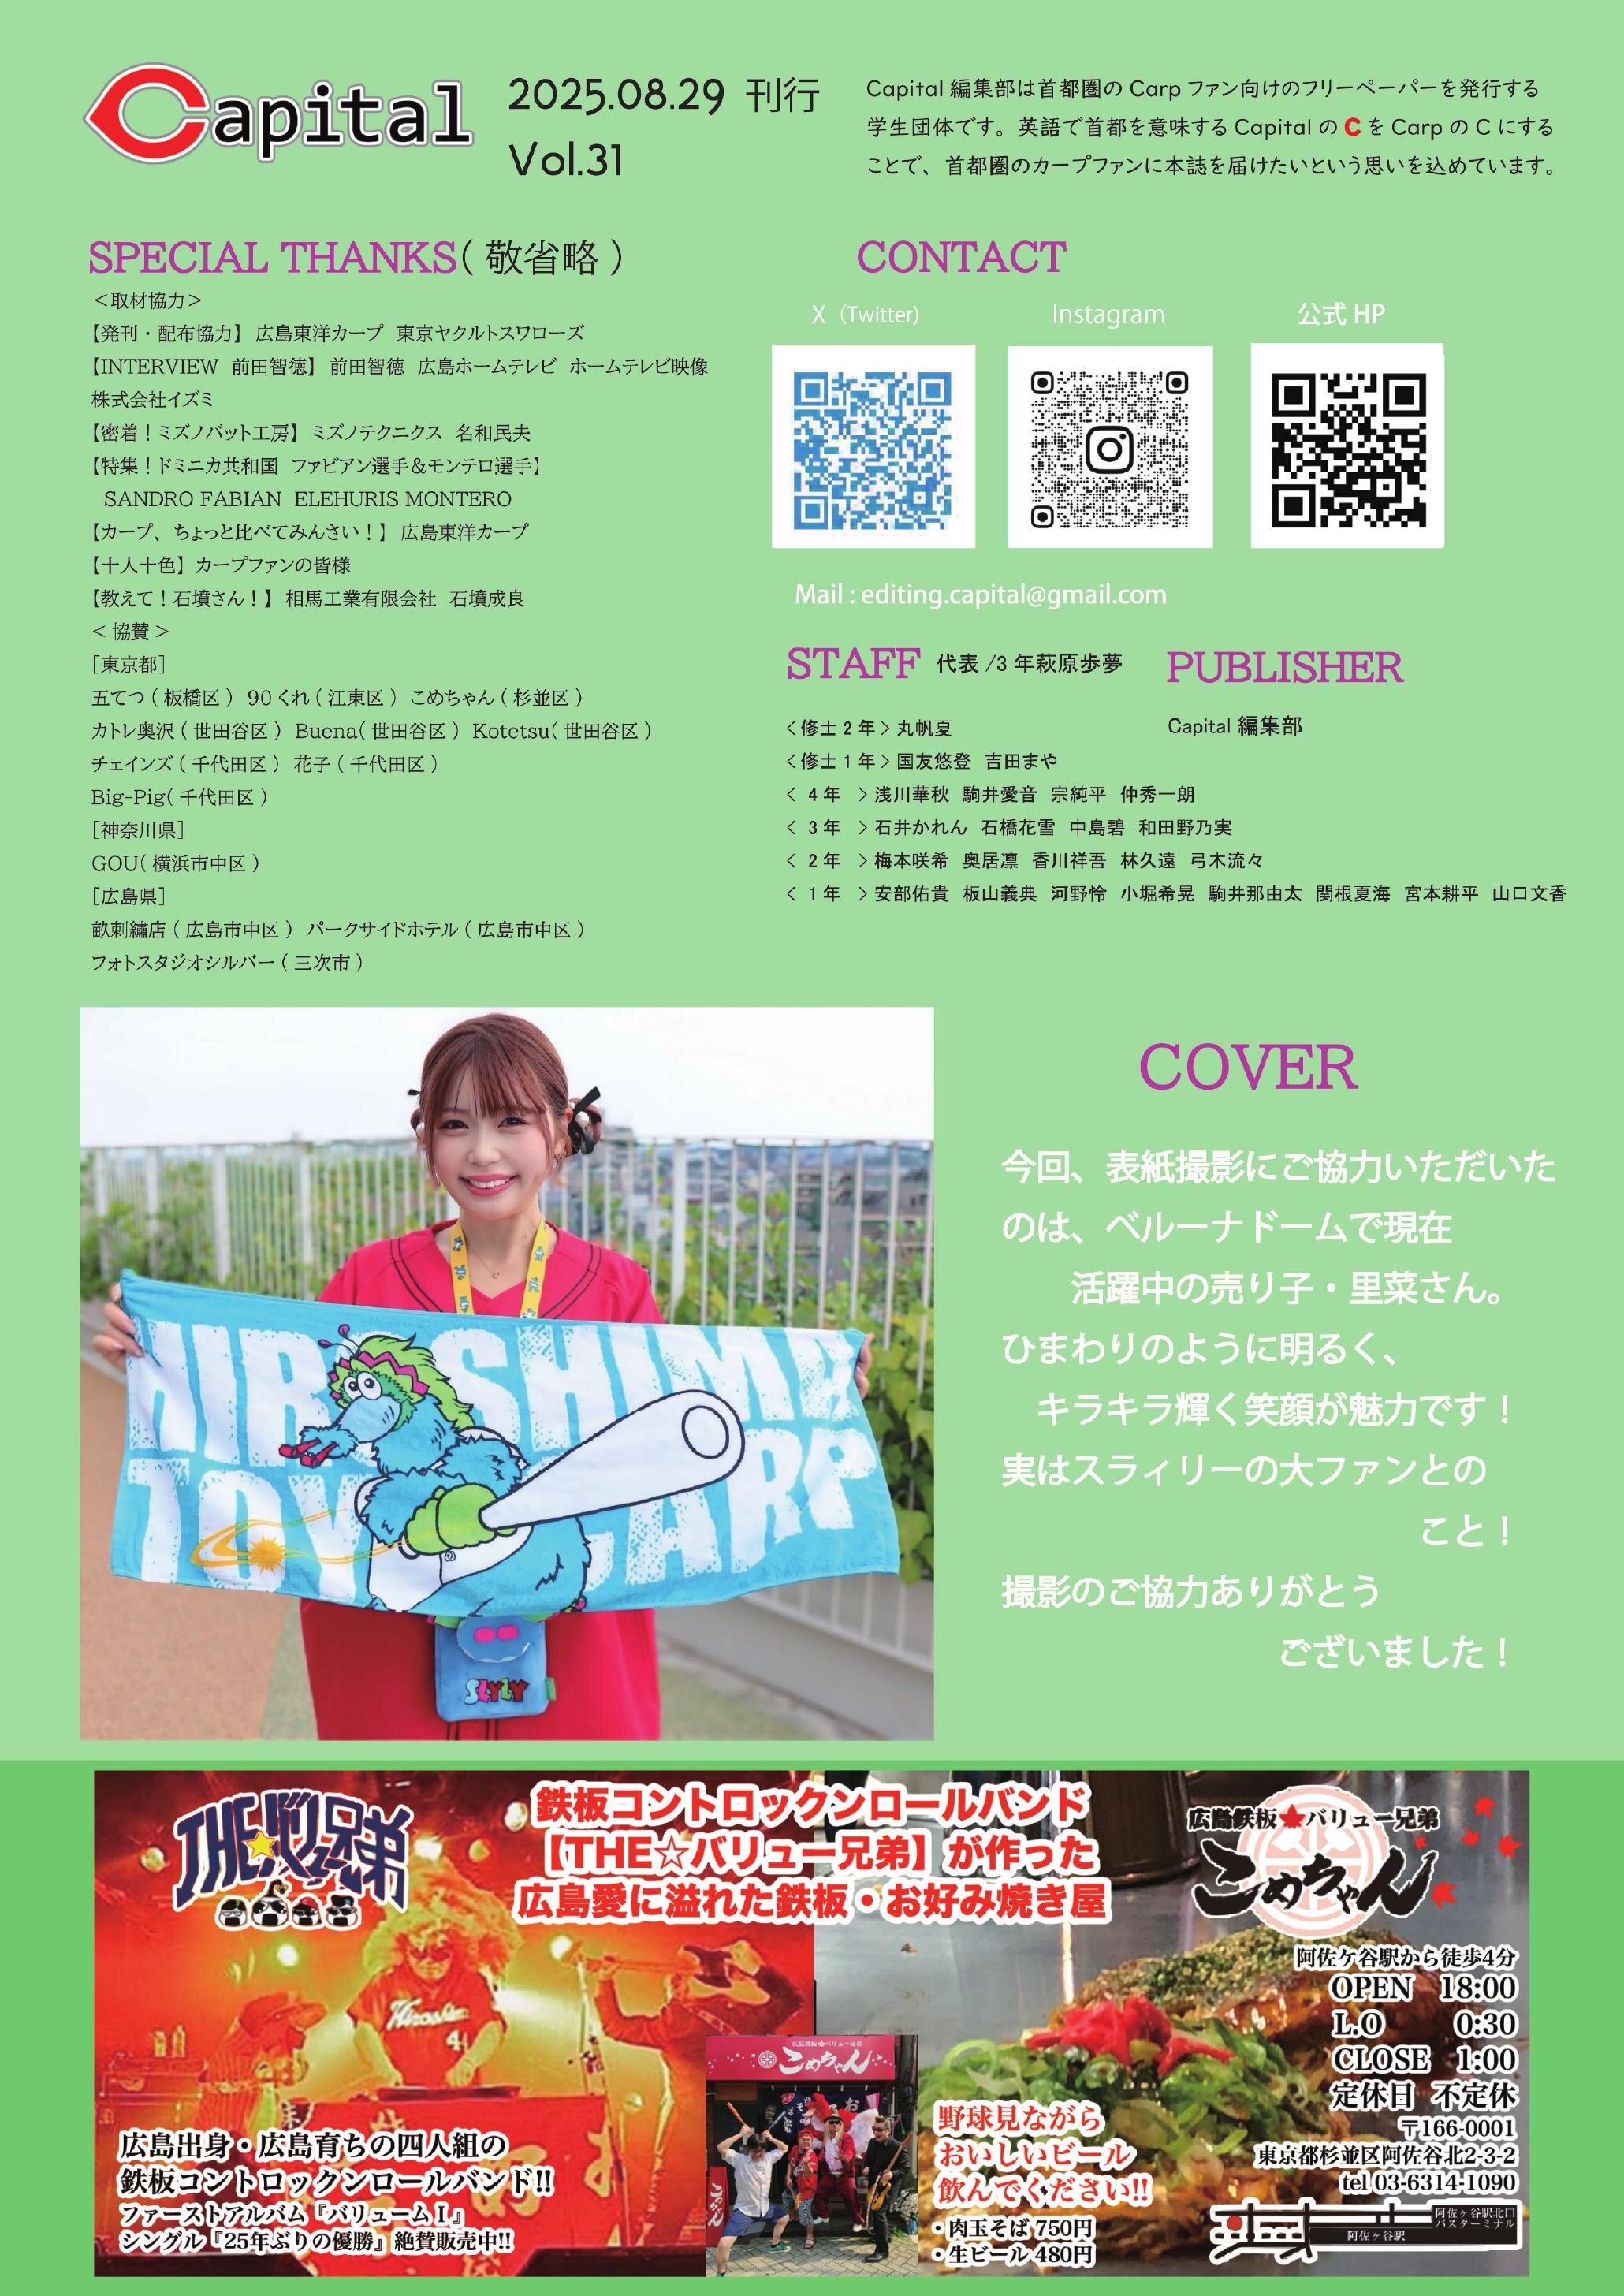 Capital
2025.08.29 刊行
Vol.31
Capital 編集部は首都圏の Carp ファン向けのフリーペーパーを発行する
学生団体です。英語で首都を意味する Capital の C を Carp の C にする
ことで、首都圏のカープファンに本誌を届けたいという思いを込めています。
SPECIAL THANKS( 敬省略 )
＜取材協力＞
【発刊・配布協力】 広島東洋カープ 東京ヤクルトスワローズ
【INTERVIEW 前田智徳】 前田智徳 広島ホームテレビ ホームテレビ映像
株式会社イズミ
【密着！ミズノバット工房】 ミズノテクニクス 名和民夫
【特集！ドミニカ共和国 ファビアン選手＆モンテロ選手】
SANDRO FABIAN ELEHURIS MONTERO
【カープ、ちょっと比べてみんさい！】 広島東洋カープ
【十人十色】 カープファンの皆様
【教えて！石墳さん！】 相馬工業有限会社 石墳成良
< 協賛 >
［東京都］
五てつ ( 板橋区 ) 90 くれ ( 江東区 ) こめちゃん ( 杉並区 )
カトレ奥沢 ( 世田谷区 ) Buena( 世田谷区 ) Kotetsu( 世田谷区 )
チェインズ ( 千代田区 ) 花子 ( 千代田区 )
Big-Pig( 千代田区 )
［神奈川県］
GOU( 横浜市中区 )
［広島県］
畝刺繍店 ( 広島市中区 ) パークサイドホテル ( 広島市中区 )
フォトスタジオシルバー ( 三次市 )
CONTACT
X（Twitter)
Instagram
公式 HP
Mail : editing.capital@gmail.com
STAFF 代表 /3 年萩原歩夢
< 修士 2 年 > 丸帆夏
< 修士 1 年 > 国友悠登 吉田まや
< 4 年 > 浅川華秋 駒井愛音 宗純平 仲秀一朗
< 3 年 > 石井かれん 石橋花雪 中島碧 和田野乃実
< 2 年 > 梅本咲希 奥居凛 香川祥吾 林久遠 弓木流々
< 1 年 > 安部佑貴 板山義典 河野怜 小堀希晃 駒井那由太 関根夏海 宮本耕平 山口文香
PUBLISHER
Capital 編集部
HIROSHIMA
TOYO CARP
SLYLY
COVER
今回、表紙撮影にご協力いただいた
のは、ベルーナドームで現在
活躍中の売り子・里菜さん。
ひまわりのように明るく、
キラキラ輝く笑顔が魅力です！
実はスラィリーの大ファンとの
こと！
撮影のご協力ありがとう
ございました！
THE☆バリュー兄弟
鉄板コントロックンロールバンド
【THE☆バリュー兄弟】が作った
広島愛に溢れた鉄板・お好み焼き屋
広島鉄板 バリュー兄弟
こめちゃん
阿佐ケ谷駅から徒歩4分
OPEN 18:00
L.O 0:30
CLOSE 1:00
定休日 不定休
〒166-0001
東京都杉並区阿佐谷北2-3-2
tel 03-6314-1090
阿佐ヶ谷駅北口
バスターミナル
阿佐ヶ谷駅
Hiroshima
広島鉄板 バリュー兄弟
こめちゃん
広島出身・広島育ちの四人組の
鉄板コントロックンロールバンド!!
ファーストアルバム『バリュームⅠ』
シングル『25年ぶりの優勝』絶賛販売中!!
野球見ながら
おいしいビール
飲んでください!!
・肉玉そば 750円
・生ビール 480円